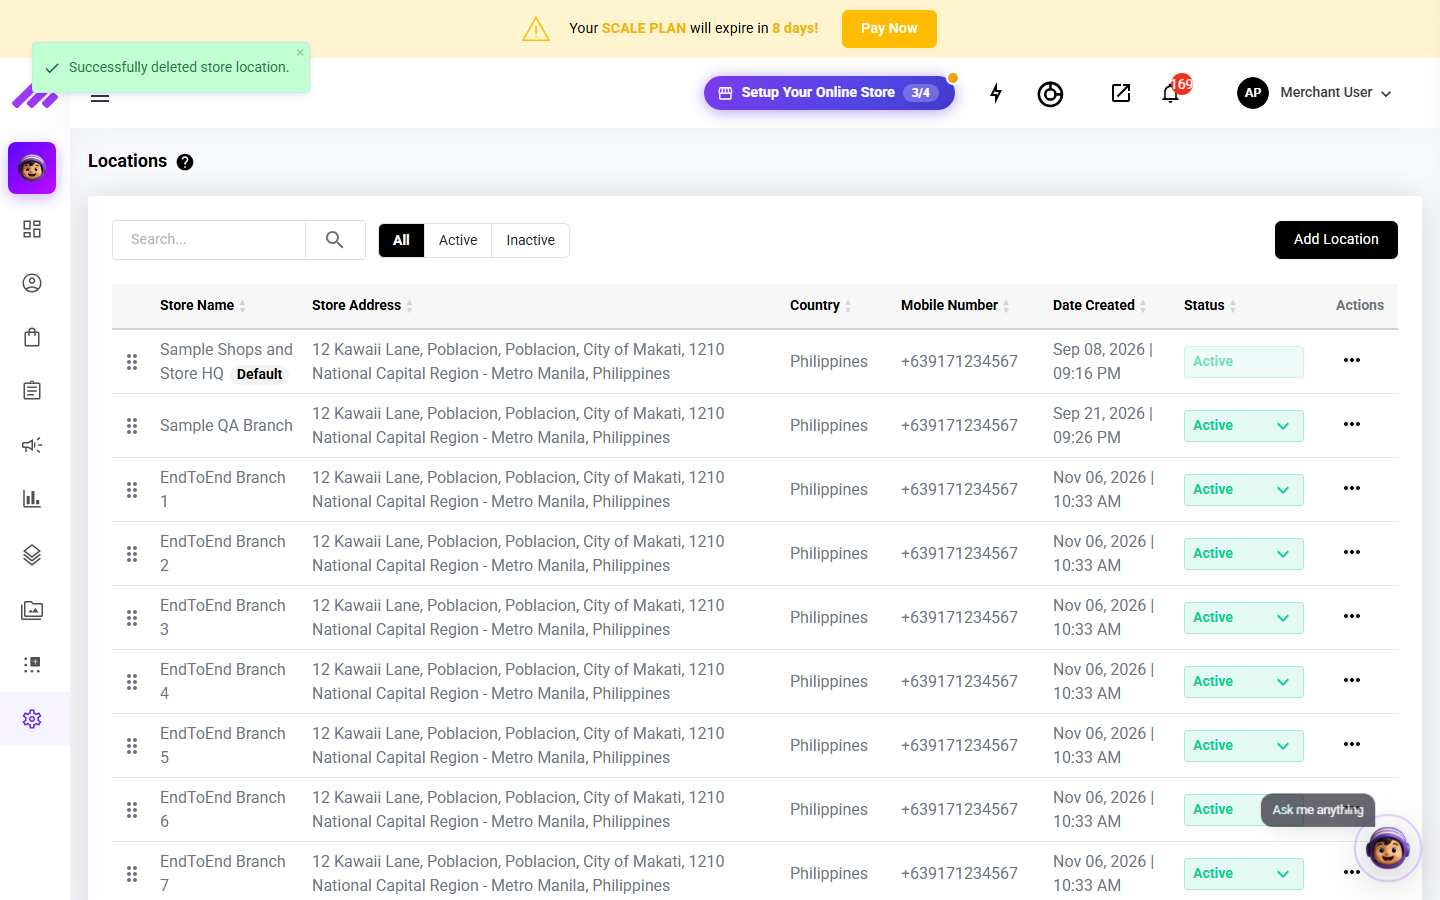 Your SCALE PLAN will expire in 8 days!
Pay Now
Successfully deleted store location.
Setup Your Online Store 3/4
169
AP
Merchant User
Locations
Search...
All
Active
Inactive
Add Location
Store Name
Store Address
Country
Mobile Number
Date Created
Status
Actions
Sample Shops and
Store HQ Default
12 Kawaii Lane, Poblacion, Poblacion, City of Makati, 1210
National Capital Region - Metro Manila, Philippines
Philippines
+639171234567
Sep 08, 2026 |
09:16 PM
Active
Sample QA Branch
12 Kawaii Lane, Poblacion, Poblacion, City of Makati, 1210
National Capital Region - Metro Manila, Philippines
Philippines
+639171234567
Sep 21, 2026 |
09:26 PM
Active
EndToEnd Branch
1
12 Kawaii Lane, Poblacion, Poblacion, City of Makati, 1210
National Capital Region - Metro Manila, Philippines
Philippines
+639171234567
Nov 06, 2026 |
10:33 AM
Active
EndToEnd Branch
2
12 Kawaii Lane, Poblacion, Poblacion, City of Makati, 1210
National Capital Region - Metro Manila, Philippines
Philippines
+639171234567
Nov 06, 2026 |
10:33 AM
Active
EndToEnd Branch
3
12 Kawaii Lane, Poblacion, Poblacion, City of Makati, 1210
National Capital Region - Metro Manila, Philippines
Philippines
+639171234567
Nov 06, 2026 |
10:33 AM
Active
EndToEnd Branch
4
12 Kawaii Lane, Poblacion, Poblacion, City of Makati, 1210
National Capital Region - Metro Manila, Philippines
Philippines
+639171234567
Nov 06, 2026 |
10:33 AM
Active
EndToEnd Branch
5
12 Kawaii Lane, Poblacion, Poblacion, City of Makati, 1210
National Capital Region - Metro Manila, Philippines
Philippines
+639171234567
Nov 06, 2026 |
10:33 AM
Active
EndToEnd Branch
6
12 Kawaii Lane, Poblacion, Poblacion, City of Makati, 1210
National Capital Region - Metro Manila, Philippines
Philippines
+639171234567
Nov 06, 2026 |
10:33 AM
Active
Ask me anything
EndToEnd Branch
7
12 Kawaii Lane, Poblacion, Poblacion, City of Makati, 1210
National Capital Region - Metro Manila, Philippines
Philippines
+639171234567
Nov 06, 2026 |
10:33 AM
Active